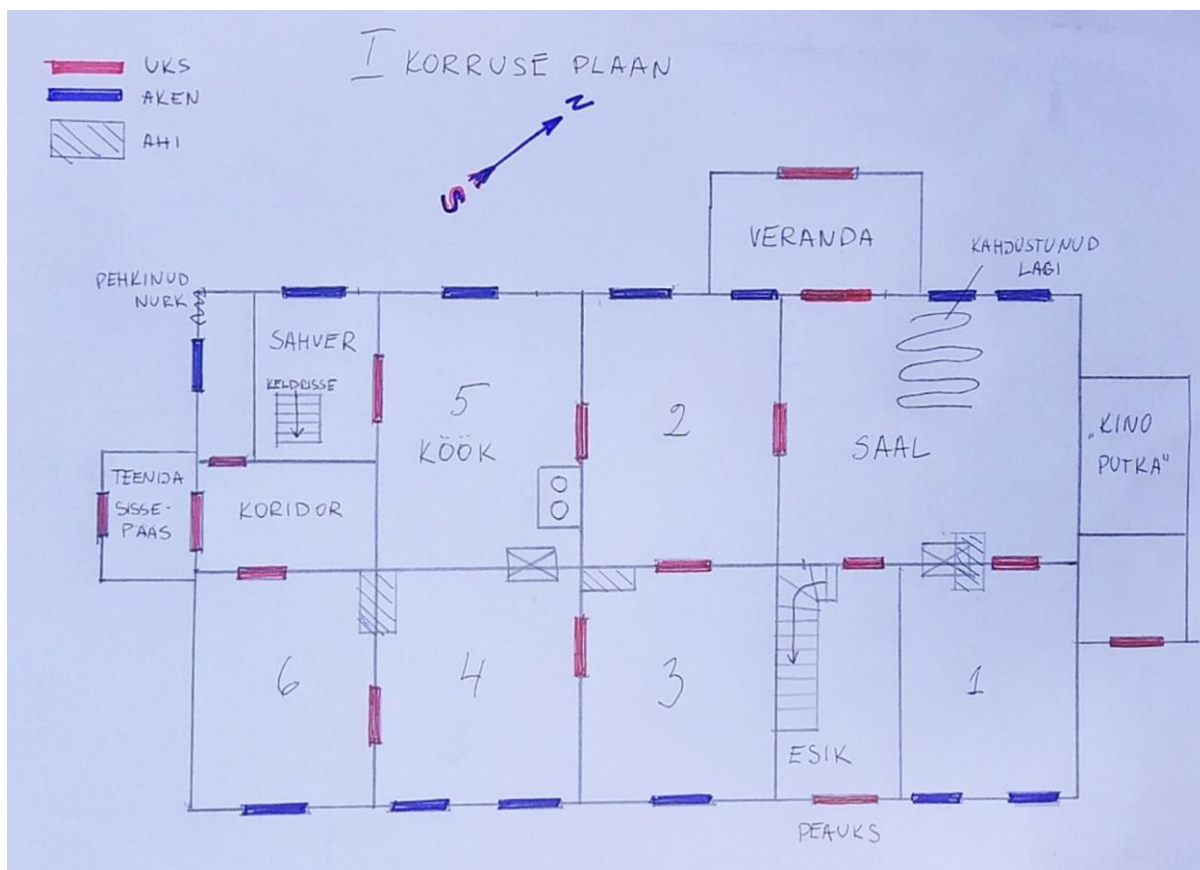 I KORRUSE PLAAN
UKS
AKEN
AHI
N
S
VERANDA
KAHJUSTUNUD
LAGI
PEHKINUD
NURK
SAHVER
KELDRISSE
5
KÖÖK
2
SAAL
„KINO
PUTKA"
TEENIJA
SISSE-
PÄÄS
KORIDOR
6
4
3
1
ESIK
PEAUKS